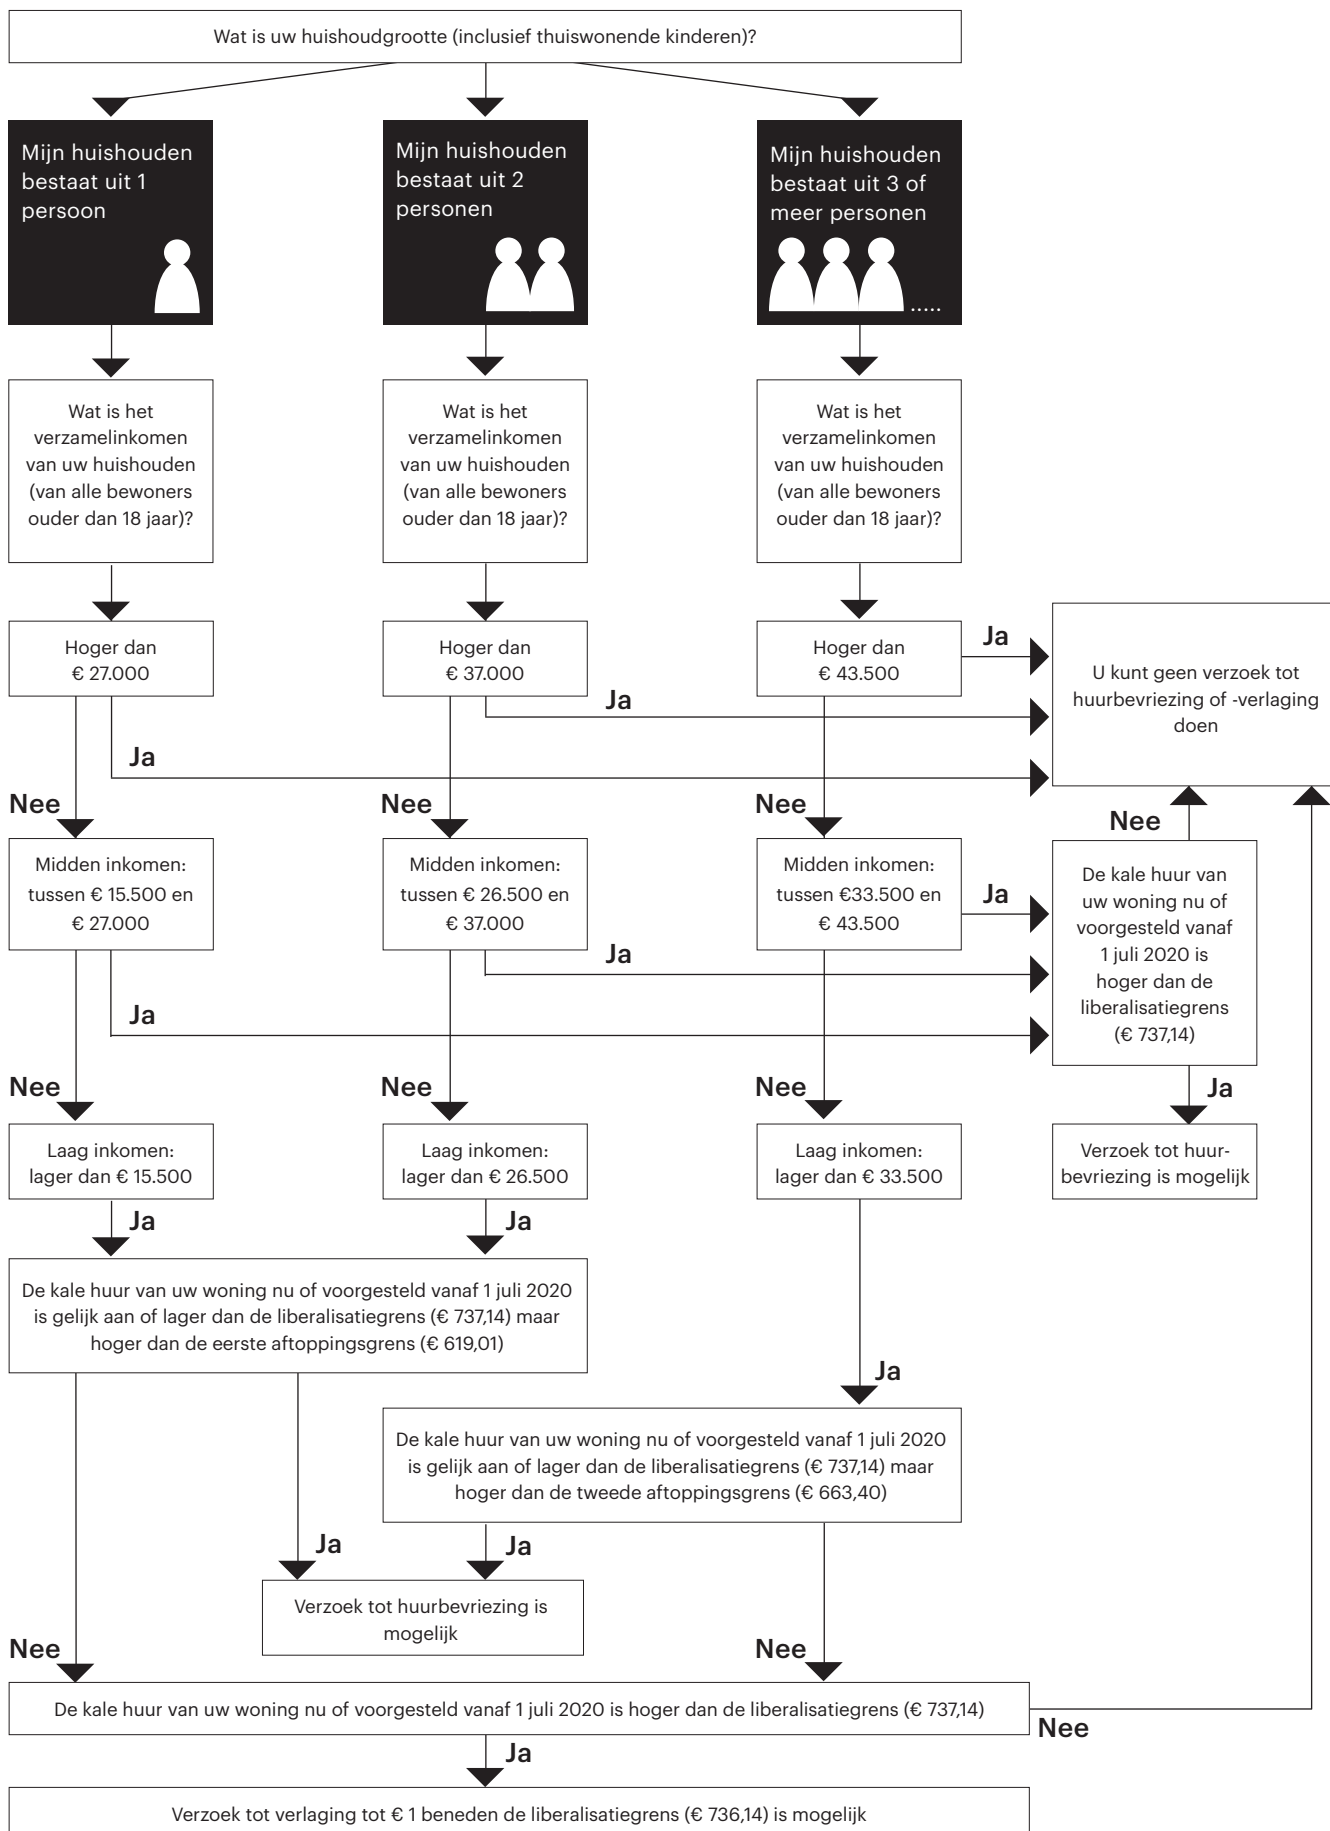 Wat is uw huishoudgrootte (inclusief thuiswonende kinderen)?
Mijn huishouden
bestaat uit 1
persoon
Mijn huishouden
bestaat uit 2
personen
Mijn huishouden
bestaat uit 3 of
meer personen
.....
Wat is het
verzamelinkomen
van uw huishouden
(van alle bewoners
ouder dan 18 jaar)?
Wat is het
verzamelinkomen
van uw huishouden
(van alle bewoners
ouder dan 18 jaar)?
Wat is het
verzamelinkomen
van uw huishouden
(van alle bewoners
ouder dan 18 jaar)?
Hoger dan
€ 27.000
Hoger dan
€ 37.000
Hoger dan
€ 43.500
Ja
Ja
Ja
U kunt geen verzoek tot
huurbevriezing of -verlaging
doen
Nee
Nee
Nee
Nee
Midden inkomen:
tussen € 15.500 en
€ 27.000
Midden inkomen:
tussen € 26.500 en
€ 37.000
Midden inkomen:
tussen €33.500 en
€ 43.500
Ja
Ja
Ja
De kale huur van
uw woning nu of
voorgesteld vanaf
1 juli 2020 is
hoger dan de
liberalisatiegrens
(€ 737,14)
Nee
Nee
Nee
Ja
Laag inkomen:
lager dan € 15.500
Laag inkomen:
lager dan € 26.500
Laag inkomen:
lager dan € 33.500
Verzoek tot huur-
bevriezing is mogelijk
Ja
Ja
De kale huur van uw woning nu of voorgesteld vanaf 1 juli 2020
is gelijk aan of lager dan de liberalisatiegrens (€ 737,14) maar
hoger dan de eerste aftoppingsgrens (€ 619,01)
Ja
De kale huur van uw woning nu of voorgesteld vanaf 1 juli 2020
is gelijk aan of lager dan de liberalisatiegrens (€ 737,14) maar
hoger dan de tweede aftoppingsgrens (€ 663,40)
Ja
Ja
Verzoek tot huurbevriezing is
mogelijk
Nee
Nee
De kale huur van uw woning nu of voorgesteld vanaf 1 juli 2020 is hoger dan de liberalisatiegrens (€ 737,14)
Nee
Ja
Verzoek tot verlaging tot € 1 beneden de liberalisatiegrens (€ 736,14) is mogelijk